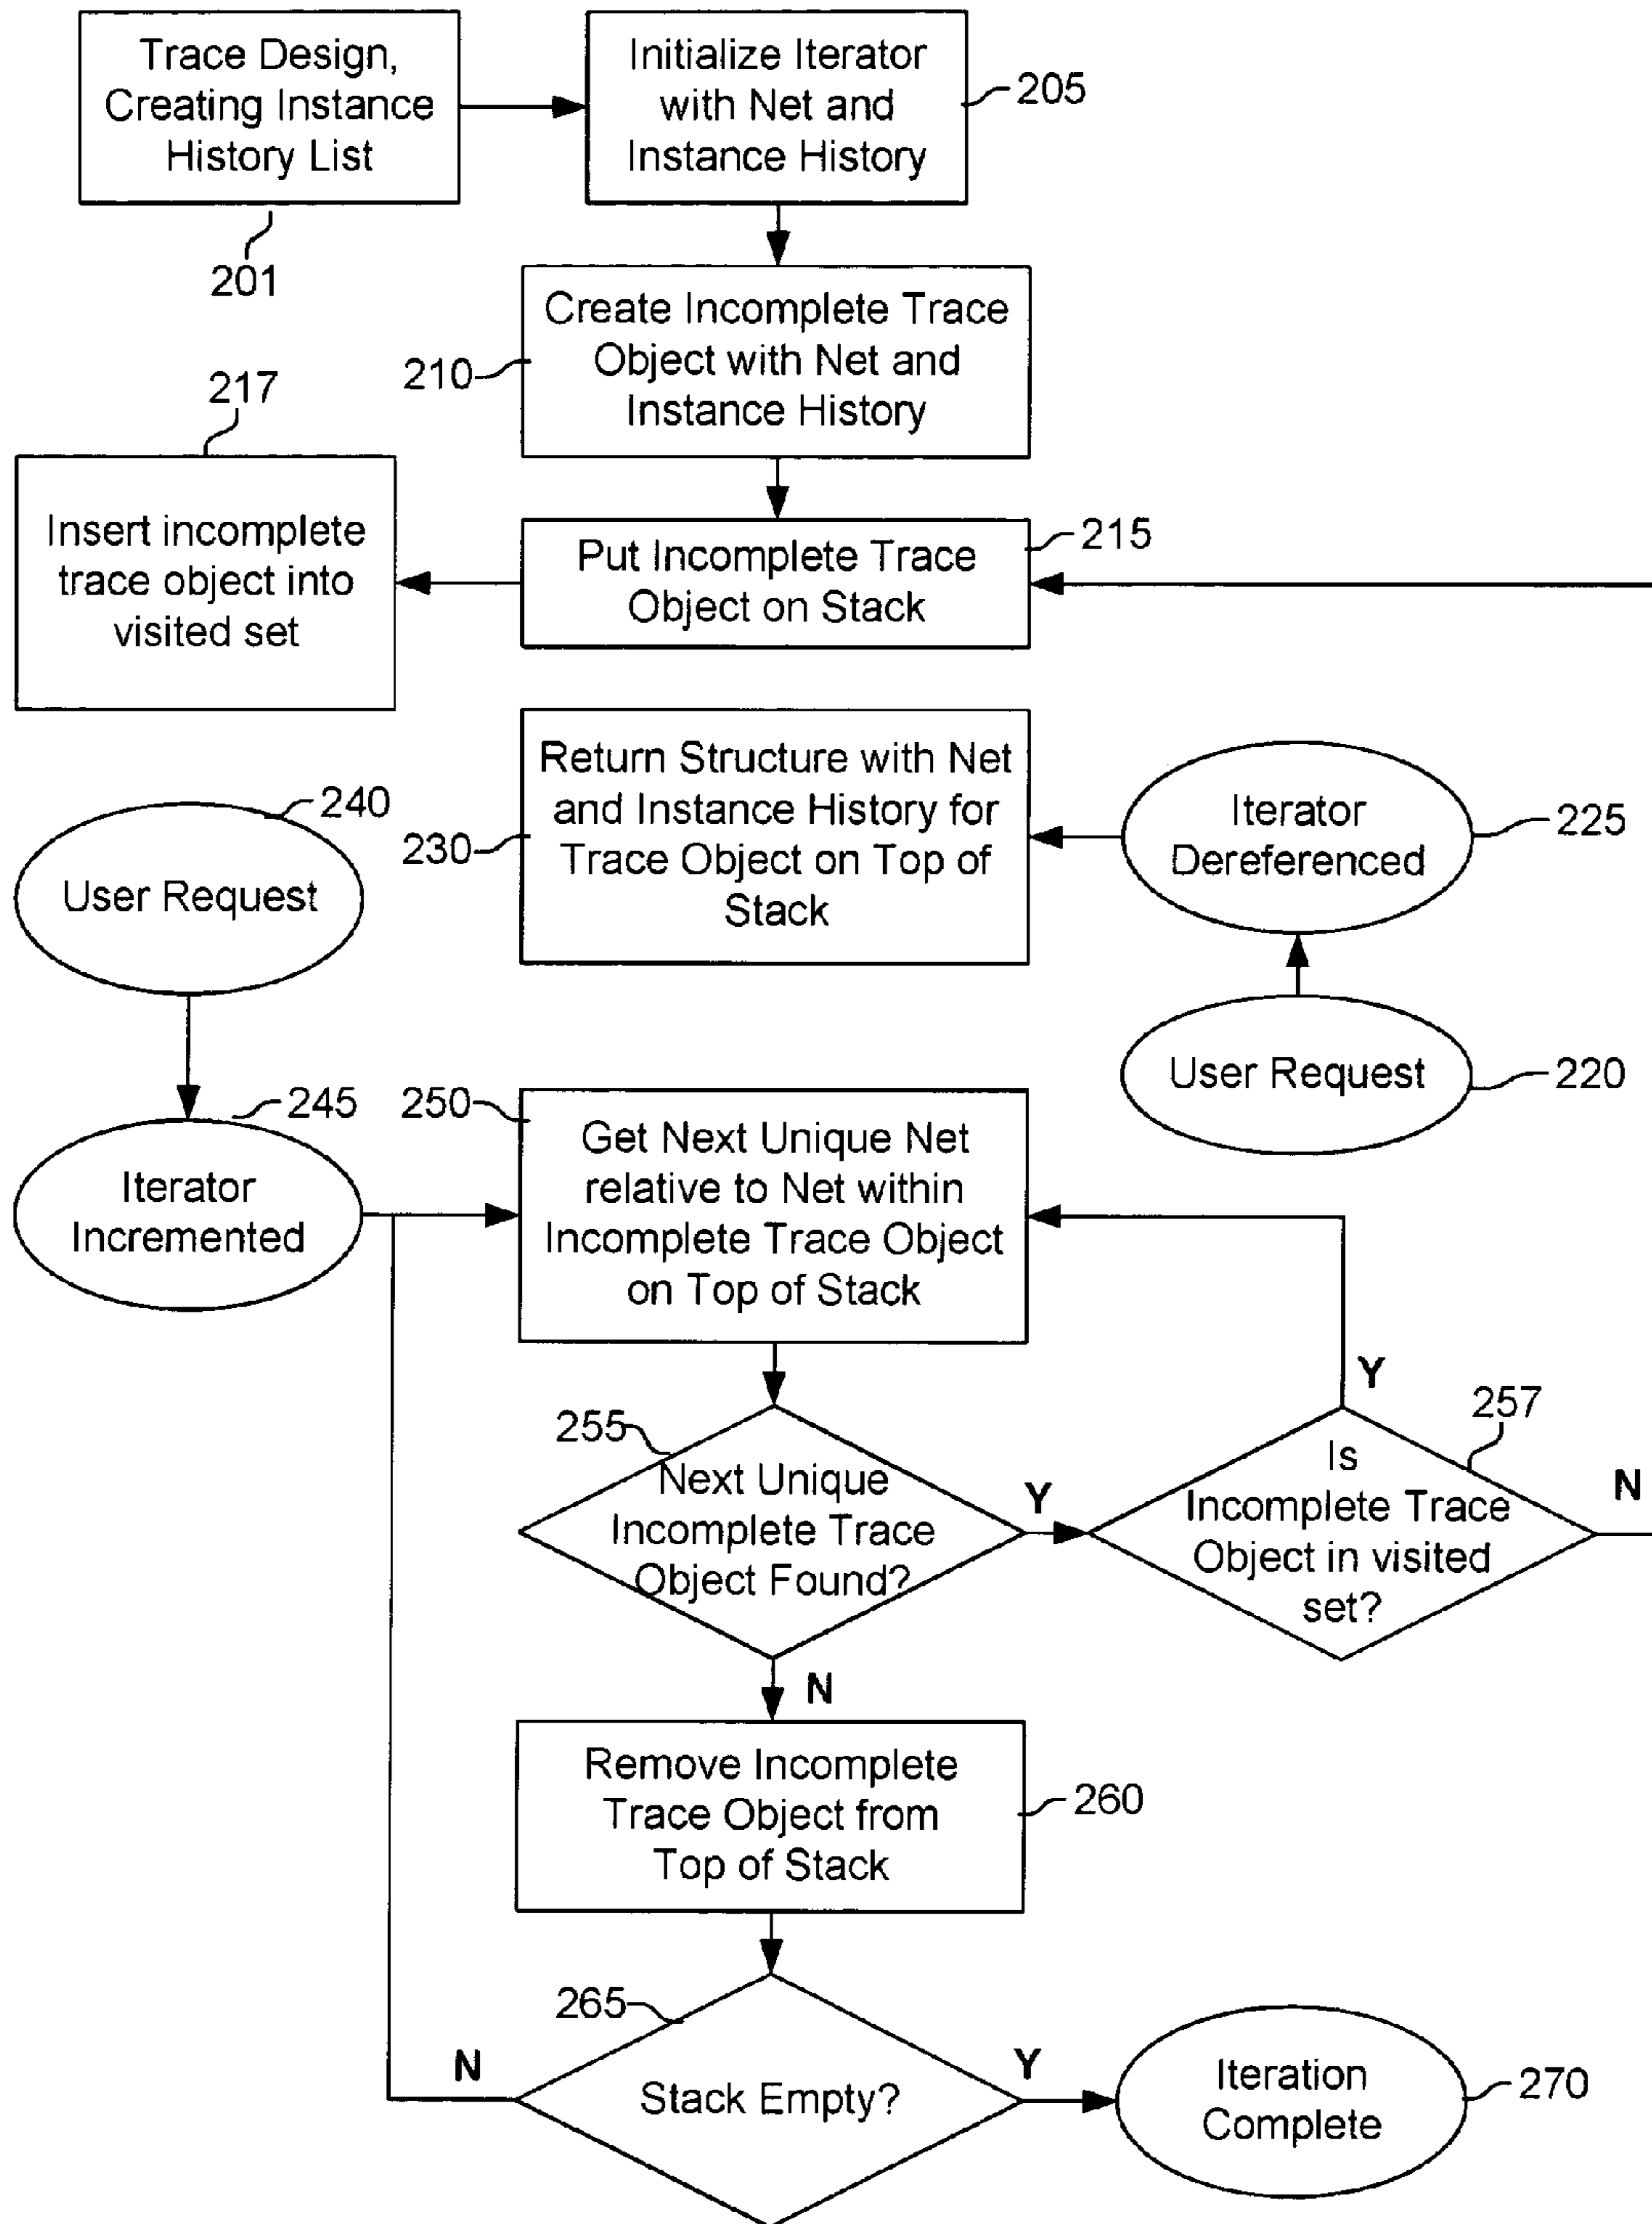 Trace Design,
Creating Instance
History List
201
Initialize Iterator
with Net and
Instance History
205
Create Incomplete Trace
Object with Net and
Instance History
210
217
Insert incomplete
trace object into
visited set
Put Incomplete Trace
Object on Stack
215
Return Structure with Net
and Instance History for
Trace Object on Top of
Stack
230
Iterator
Dereferenced
225
User Request
220
240
User Request
245
Iterator
Incremented
250
Get Next Unique Net
relative to Net within
Incomplete Trace Object
on Top of Stack
255
Next Unique
Incomplete Trace
Object Found?
Y
N
257
Is
Incomplete Trace
Object in visited
set?
Y
N
Remove Incomplete
Trace Object from
Top of Stack
260
265
Stack Empty?
N
Y
Iteration
Complete
270